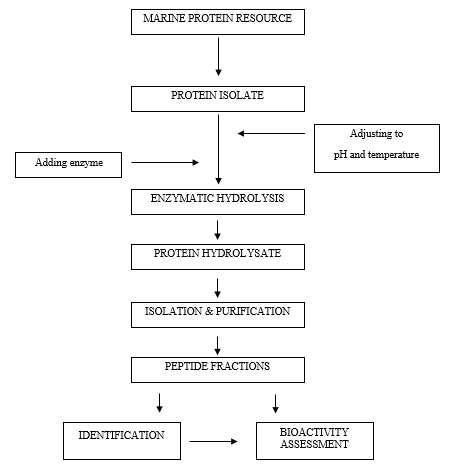 MARINE PROTEIN RESOURCE
PROTEIN ISOLATE
Adjusting to
pH and temperature
Adding enzyme
ENZYMATIC HYDROLYSIS
PROTEIN HYDROLYSATE
ISOLATION & PURIFICATION
PEPTIDE FRACTIONS
IDENTIFICATION
BIOACTIVITY
ASSESSMENT